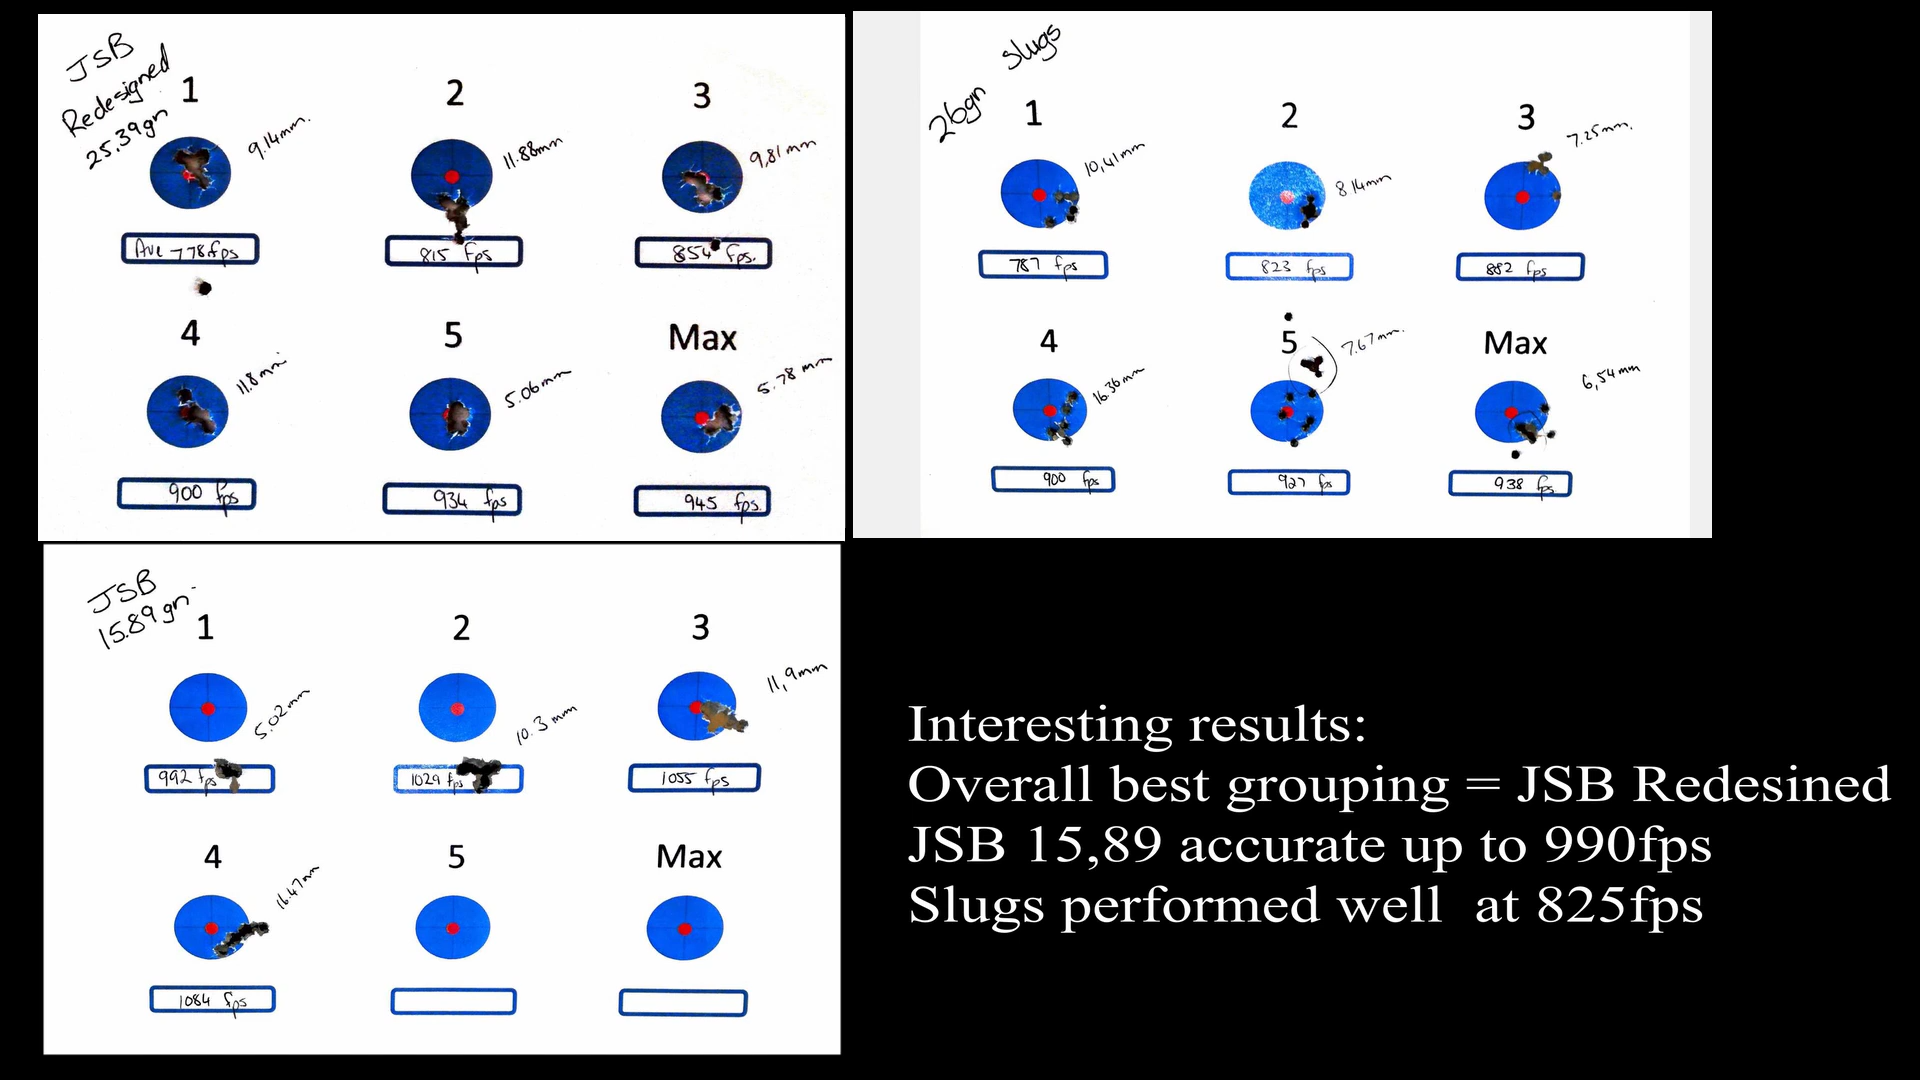 JSB
Redesigned
25.39gn
1
2
3
9.14mm.
11.88mm
9,81mm
Ave 778fps
815 fps
854 fps.
4
5
Max
11.8mm
5.06mm
5.78mm
900 fps
934 fps
945 fps.
slugs
26gn
1
2
3
10,41mm
8 14mm
7.25mm.
787 fps
823 fps
882 fps
4
5
Max
16.36mm
7.67mm.
6,54mm
900 fps
927 fps
938 fps
JSB
15.89gn
1
2
3
5.02mm
10.3mm
11,9mm
992 fps
1029 fps
1055 fps
4
5
Max
16.47mm
1084 fps
Interesting results:
Overall best grouping = JSB Redesined
JSB 15,89 accurate up to 990fps
Slugs performed well at 825fps